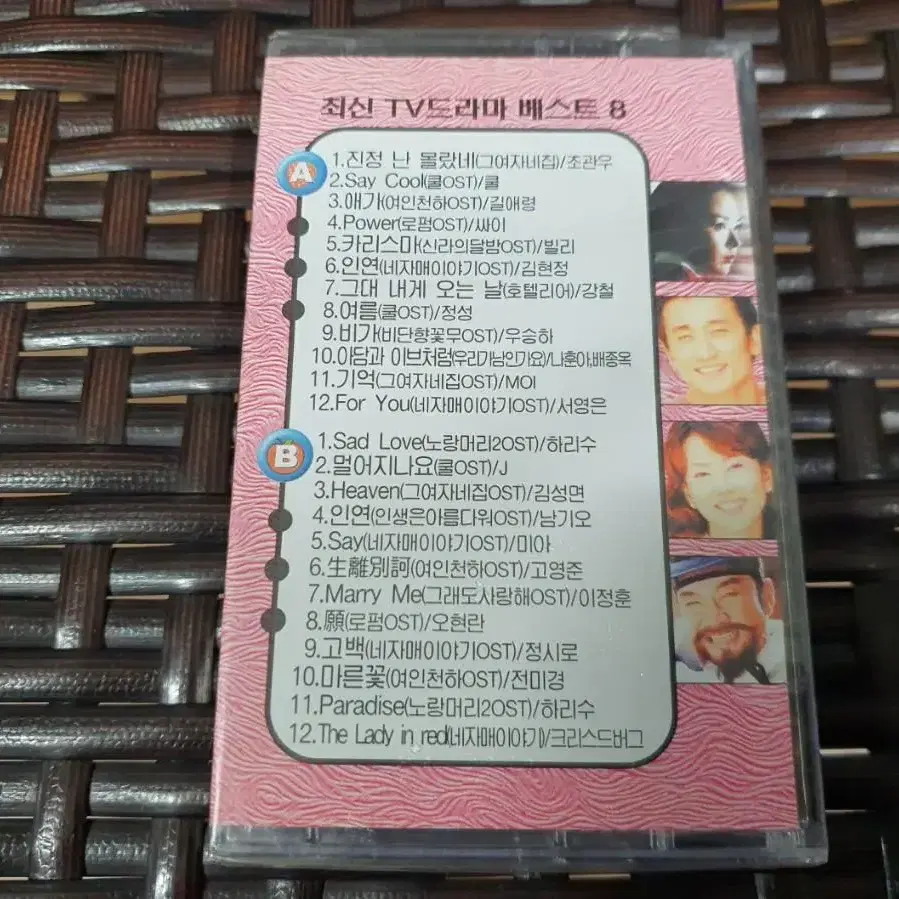 최신 TV드라마 베스트 8
A
1.진정 난 몰랐네(그여자네집)/조관우
2.Say Cool(쿨OST)/쿨
3.애가(여인천하OST)/길애령
4.Power(로펌OST)/싸이
5.카리스마(신라의달밤OST)/빌리
6.인연(네자매이야기OST)/김현정
7.그대 내게 오는 날(호텔리어)/강철
8.여름(쿨OST)/정성
9.비가(비단향꽃무OST)/우승하
10.아담과 이브처럼(우리가남인가요)/나훈아,배종옥
11.기억(그여자네집OST)/MOI
12.For You(네자매이야기OST)/서영은
B
1.Sad Love(노랑머리2OST)/하리수
2.멀어지나요(쿨OST)/J
3.Heaven(그여자네집OST)/김성면
4.인연(인생은아름다워OST)/남기오
5.Say(네자매이야기OST)/미아
6.生離別訶(여인천하OST)/고영준
7.Marry Me(그래도사랑해OST)/이정훈
8.願(로펌OST)/오현란
9.고백(네자매이야기OST)/정시로
10.마른꽃(여인천하OST)/전미경
11.Paradise(노랑머리2OST)/하리수
12.The Lady in red(네자매이야기)/크리스드버그